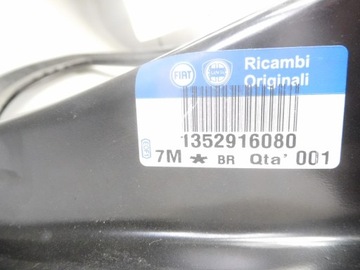 FIAT
LANCIA
Ricambi
Originali
1352916080
7M * BR Qta' 001